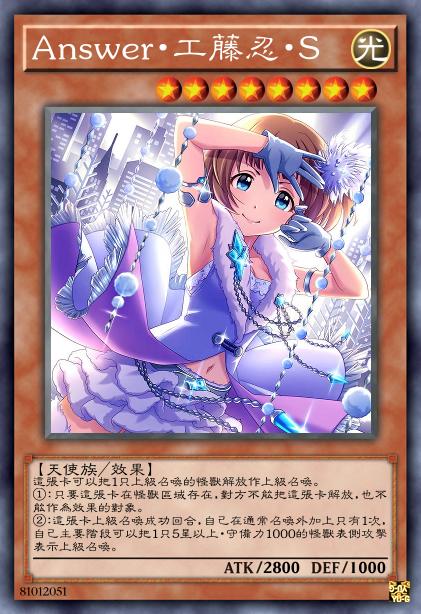 Answer·工藤忍·S
光
【天使族／效果】
這張卡可以把1只上級召喚的怪獸解放作上級召喚。
①：只要這張卡在怪獸區域存在，對方不能把這張卡解放，也不
能作為效果的對象。
②：這張卡上級召喚成功回合，自己在通常召喚外加上只有1次，
自己主要階段可以把1只5星以上·守備力1000的怪獸表側攻擊
表示上級召喚。
ATK/2800 DEF/1000
81012051